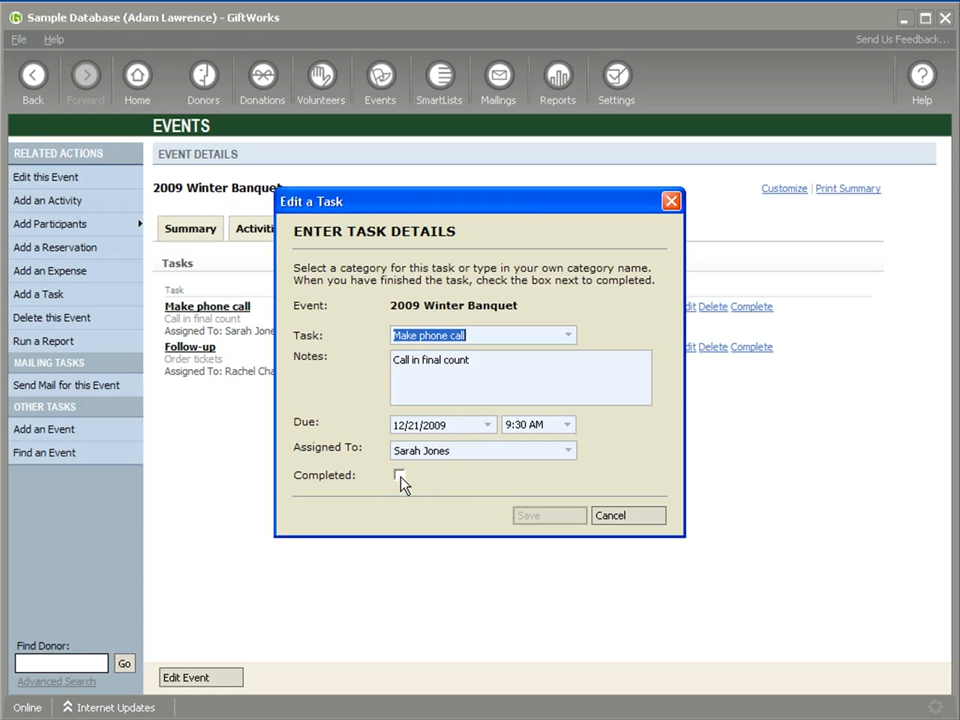 Sample Database (Adam Lawrence) - GiftWorks
File Help Send Us Feedback...
Back Forward Home Donors Donations Volunteers Events SmartLists Mailings Reports Settings Help
EVENTS
RELATED ACTIONS
Edit this Event
Add an Activity
Add Participants
Add a Reservation
Add an Expense
Add a Task
Delete this Event
Run a Report
MAILING TASKS
Send Mail for this Event
OTHER TASKS
Add an Event
Find an Event
Find Donor:
Go
Advanced Search
EVENT DETAILS
2009 Winter Banquet
Customize | Print Summary
Summary Activiti
Tasks
Task
Make phone call
Call in final count
Assigned To: Sarah Jone
dit Delete Complete
Follow-up
Order tickets
Assigned To: Rachel Cha
dit Delete Complete
Edit a Task
ENTER TASK DETAILS
Select a category for this task or type in your own category name.
When you have finished the task, check the box next to completed.
Event: 2009 Winter Banquet
Task: Make phone call
Notes: Call in final count
Due: 12/21/2009 9:30 AM
Assigned To: Sarah Jones
Completed:
Save Cancel
Edit Event
Online Internet Updates